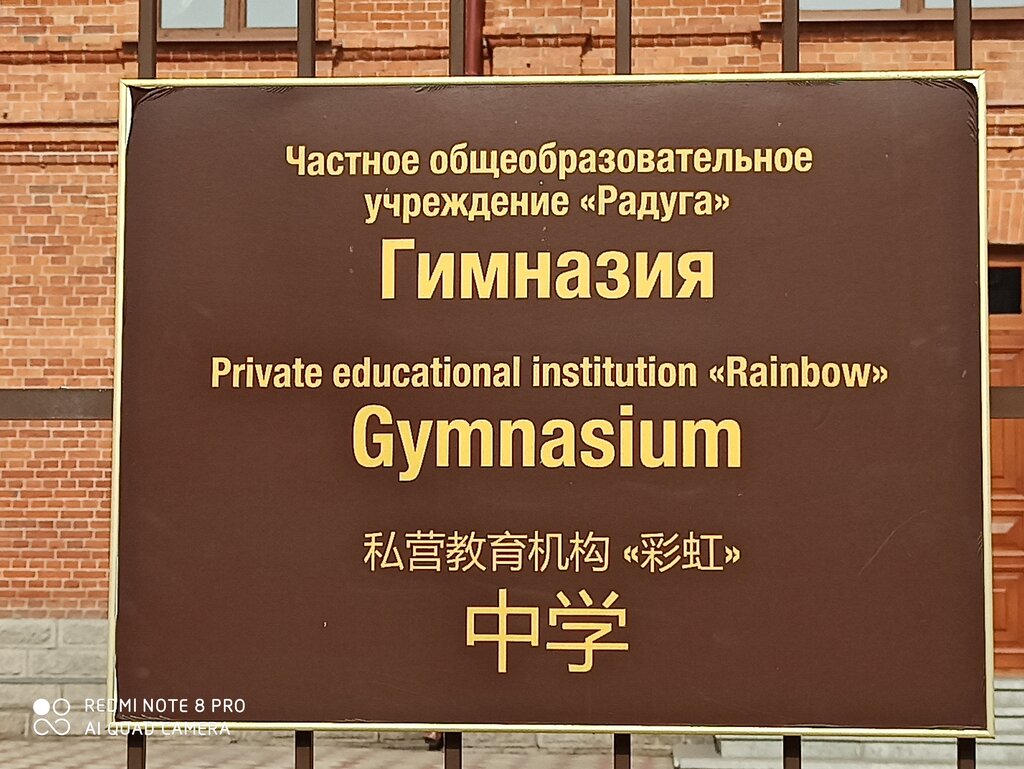 Частное общеобразовательное
учреждение «Радуга»
Гимназия
Private educational institution «Rainbow»
Gymnasium
私营教育机构 «彩虹»
中学
REDMI NOTE 8 PRO
AI QUAD CAMERA